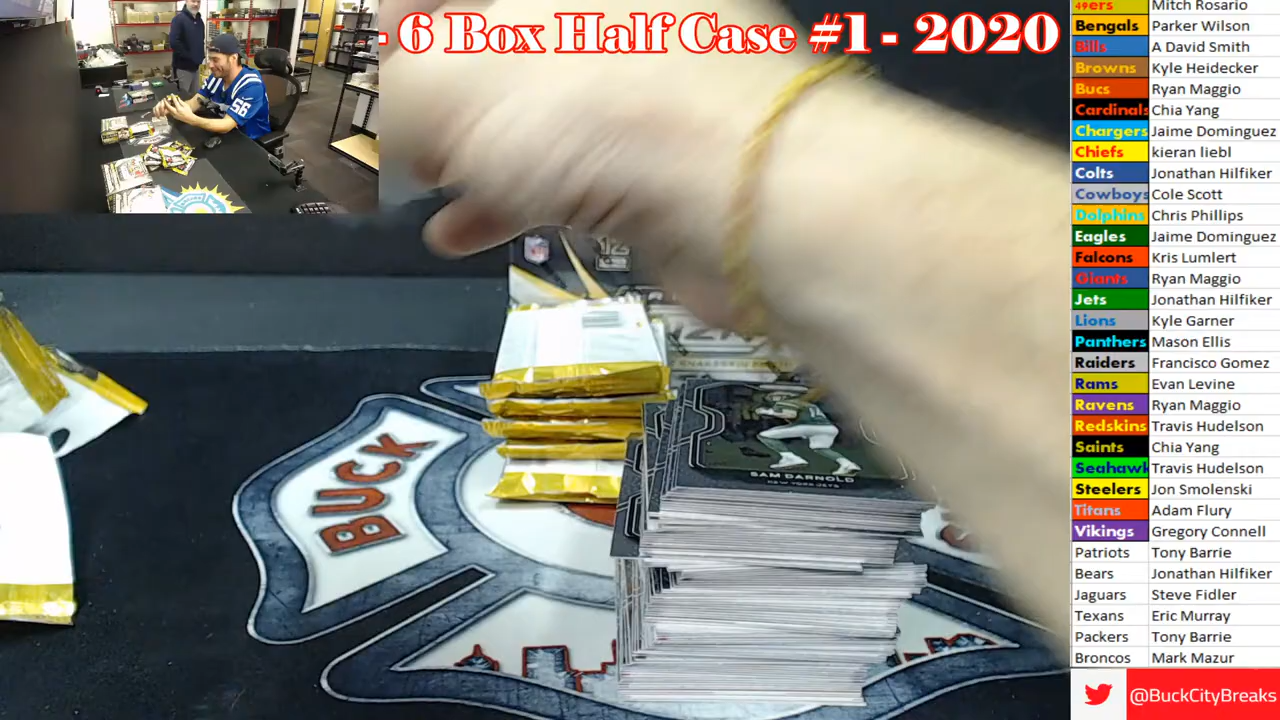 - 6 Box Half Case #1 - 2020
49ers Mitch Rosario
Bengals Parker Wilson
Bills A David Smith
Browns Kyle Heidecker
Bucs Ryan Maggio
Cardinals Chia Yang
Chargers Jaime Dominguez
Chiefs kieran liebl
Colts Jonathan Hilfiker
Cowboys Cole Scott
Dolphins Chris Phillips
Eagles Jaime Dominguez
Falcons Kris Lumlert
Giants Ryan Maggio
Jets Jonathan Hilfiker
Lions Kyle Garner
Panthers Mason Ellis
Raiders Francisco Gomez
Rams Evan Levine
Ravens Ryan Maggio
Redskins Travis Hudelson
Saints Chia Yang
Seahawk Travis Hudelson
Steelers Jon Smolenski
Titans Adam Flury
Vikings Gregory Connell
Patriots Tony Barrie
Bears Jonathan Hilfiker
Jaguars Steve Fidler
Texans Eric Murray
Packers Tony Barrie
Broncos Mark Mazur
@BuckCityBreaks
56
BUCK
SAM DARNOLD
NEW YORK JETS